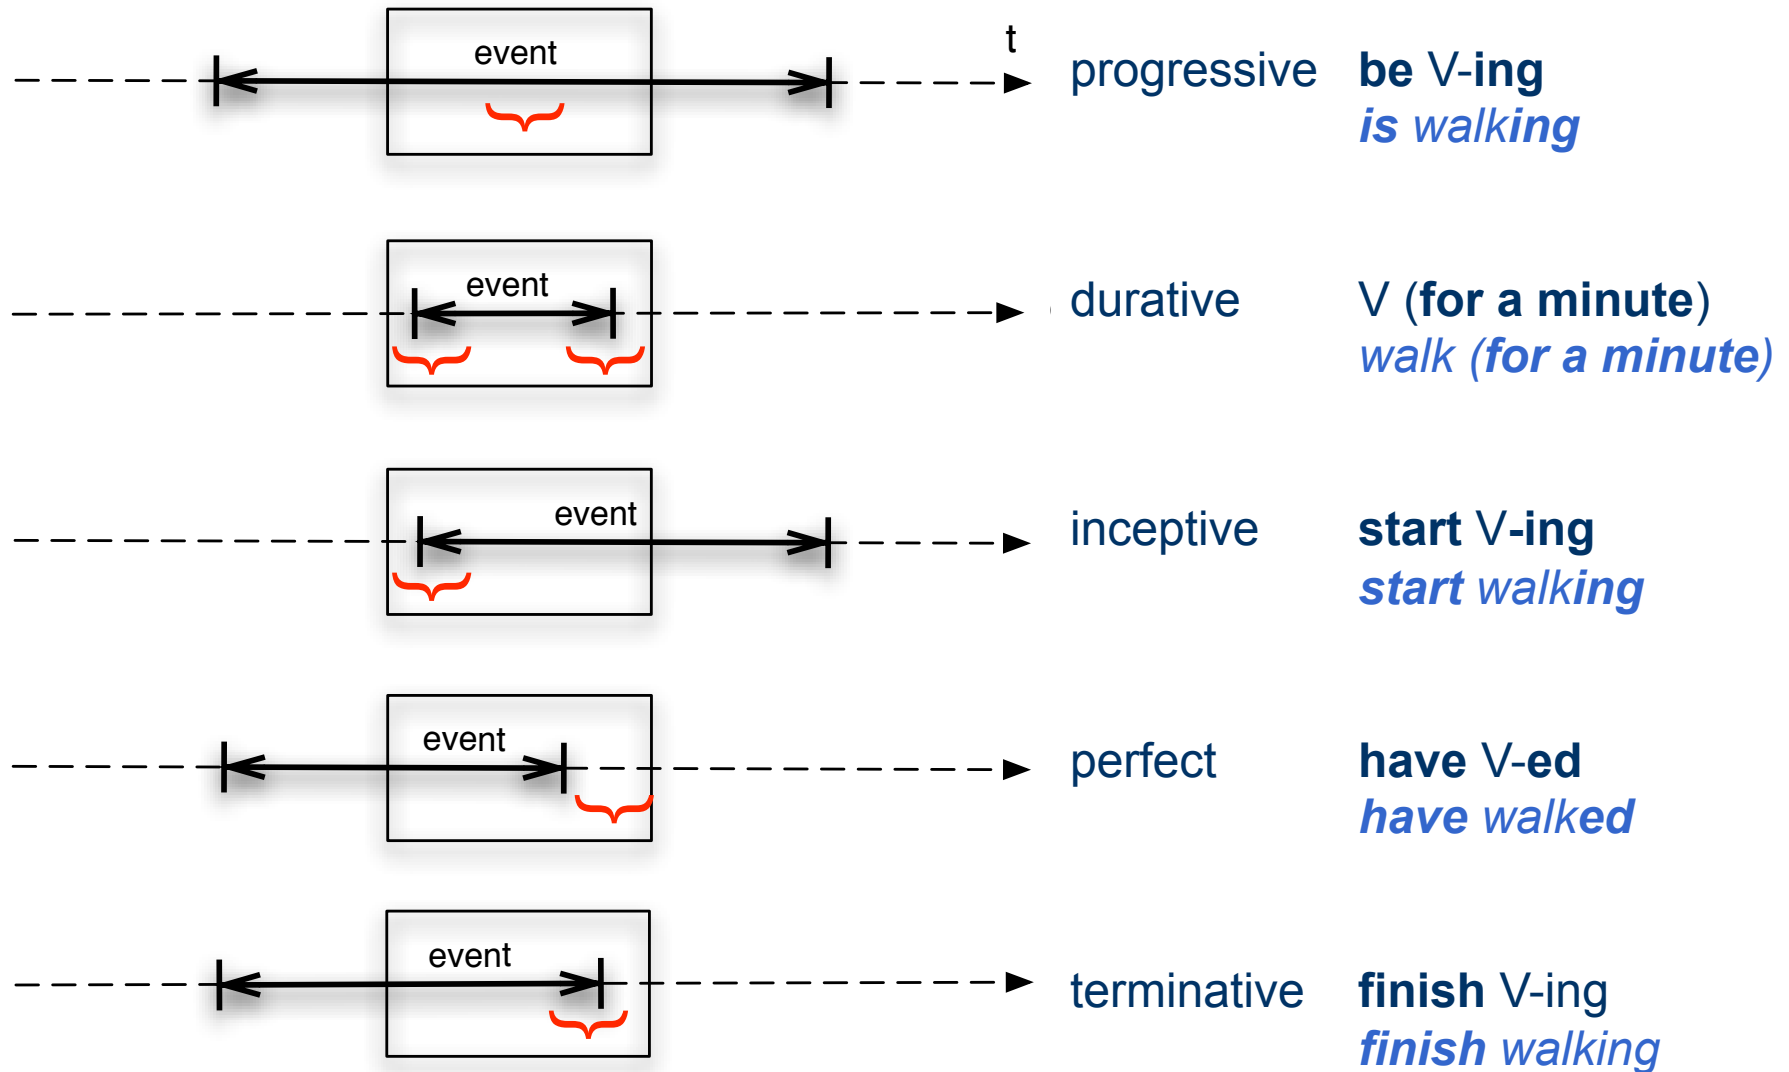 event
t
progressive be V-ing
is walking
event
durative V (for a minute)
walk (for a minute)
event
inceptive start V-ing
start walking
event
perfect have V-ed
have walked
event
terminative finish V-ing
finish walking